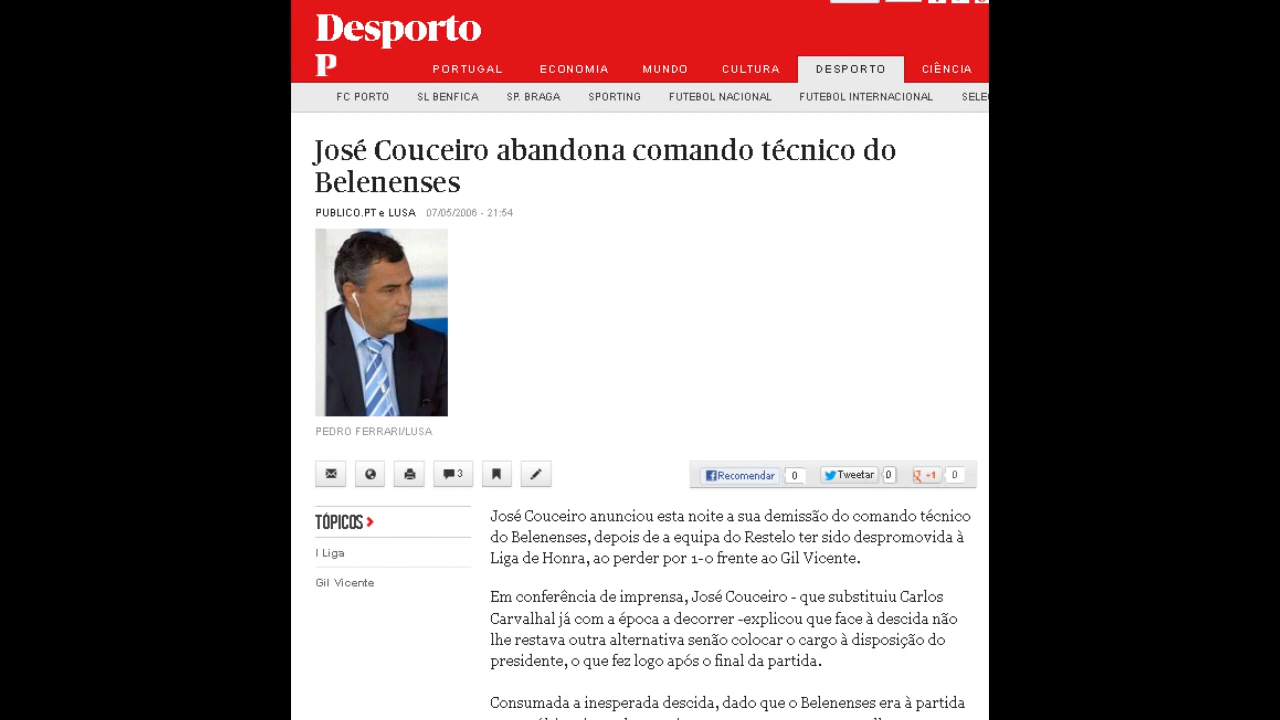 Desporto
P
PORTUGAL ECONOMIA MUNDO CULTURA DESPORTO CIÊNCIA
FC PORTO SL BENFICA SP. BRAGA SPORTING FUTEBOL NACIONAL FUTEBOL INTERNACIONAL SELE
José Couceiro abandona comando técnico do
Belenenses
PUBLICO.PT e LUSA 07/05/2006 - 21:54
PEDRO FERRARI/LUSA
3
Recomendar 0 Tweetar 0 +1 0
TÓPICOS
I Liga
Gil Vicente
José Couceiro anunciou esta noite a sua demissão do comando técnico
do Belenenses, depois de a equipa do Restelo ter sido despromovida à
Liga de Honra, ao perder por 1-0 frente ao Gil Vicente.
Em conferência de imprensa, José Couceiro - que substituiu Carlos
Carvalhal já com a época a decorrer -explicou que face à descida não
lhe restava outra alternativa senão colocar o cargo à disposição do
presidente, o que fez logo após o final da partida.
Consumada a inesperada descida, dado que o Belenenses era à partida